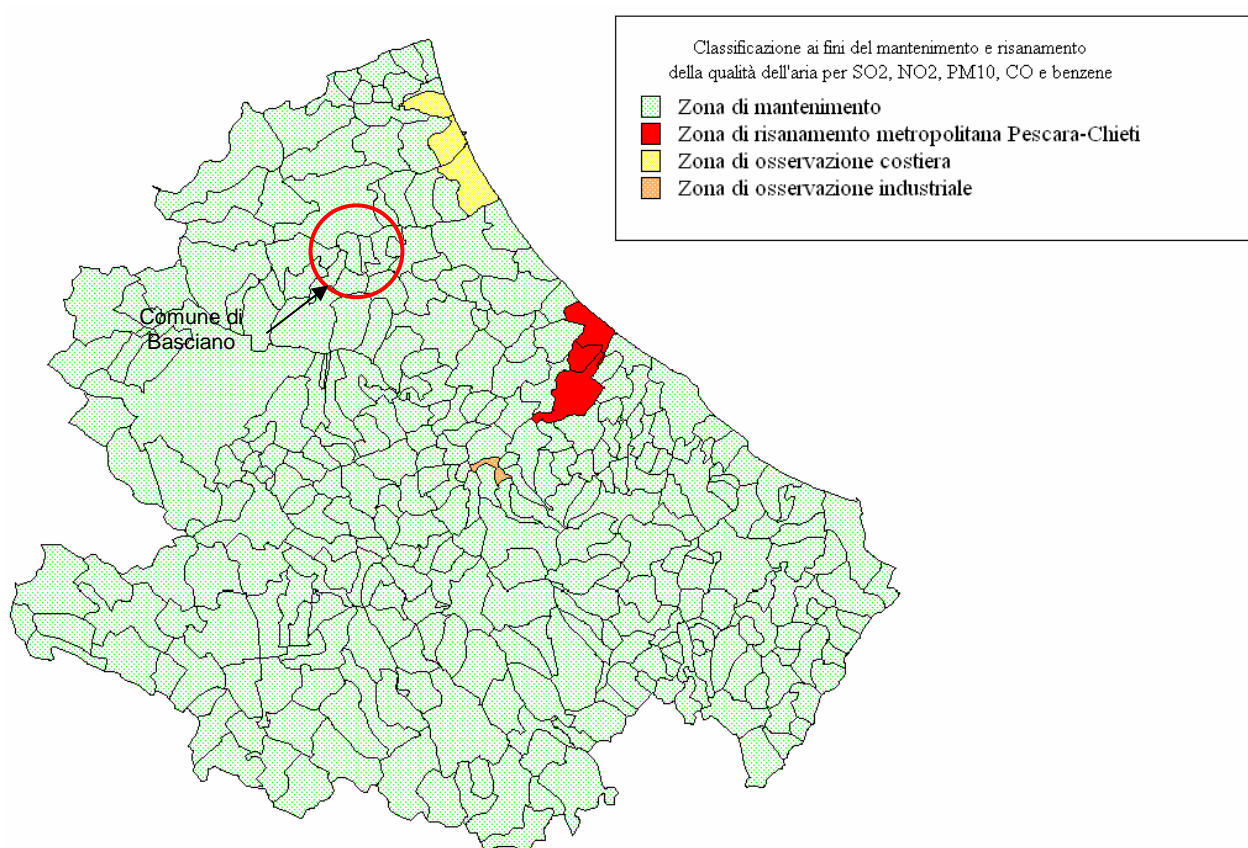 Classificazione ai fini del mantenimento e risanamento
della qualità dell'aria per SO2, NO2, PM10, CO e benzene
Zona di mantenimento
Zona di risanamento metropolitana Pescara-Chieti
Zona di osservazione costiera
Zona di osservazione industriale
Comune di
Basciano